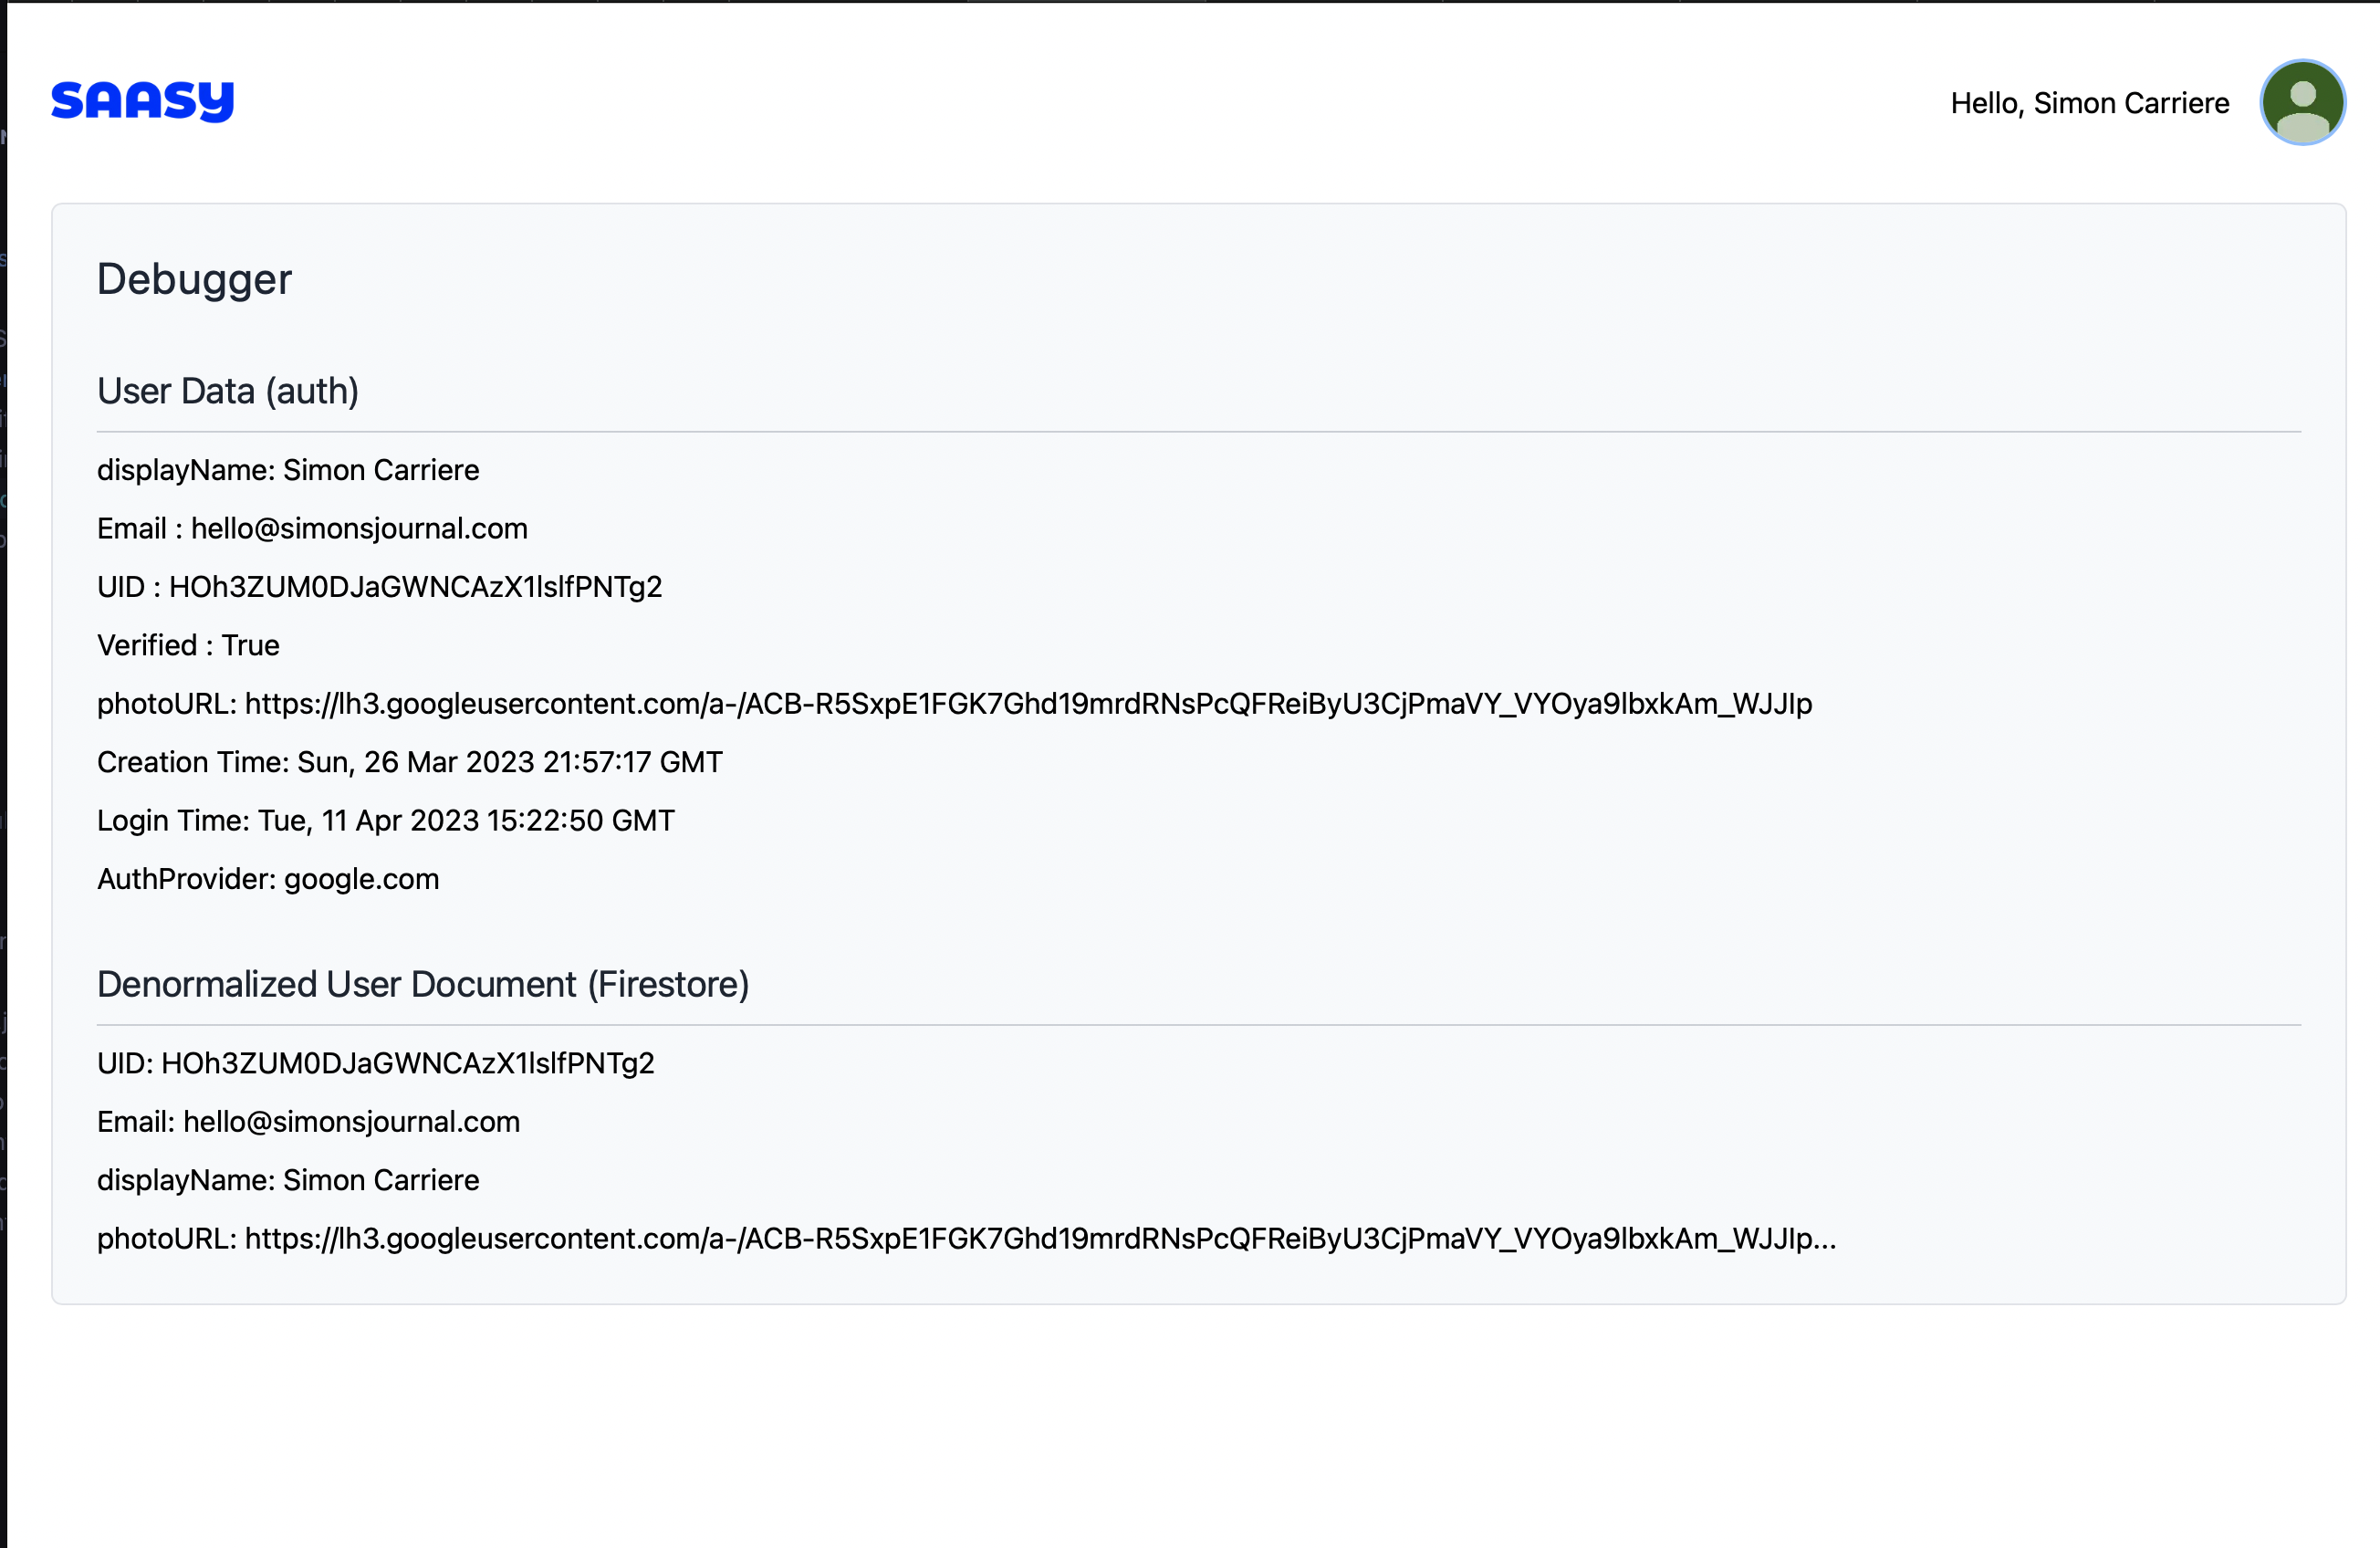 SAASY
Hello, Simon Carriere
Debugger
User Data (auth)
displayName: Simon Carriere
Email : hello@simonsjournal.com
UID : HOh3ZUM0DJaGWNCAzX1lslfPNTg2
Verified : True
photoURL: https://lh3.googleusercontent.com/a-/ACB-R5SxpE1FGK7Ghd19mrdRNsPcQFReiByU3CjPmaVY_VYOya9lbxkAm_WJJIp
Creation Time: Sun, 26 Mar 2023 21:57:17 GMT
Login Time: Tue, 11 Apr 2023 15:22:50 GMT
AuthProvider: google.com
Denormalized User Document (Firestore)
UID: HOh3ZUM0DJaGWNCAzX1lslfPNTg2
Email: hello@simonsjournal.com
displayName: Simon Carriere
photoURL: https://lh3.googleusercontent.com/a-/ACB-R5SxpE1FGK7Ghd19mrdRNsPcQFReiByU3CjPmaVY_VYOya9lbxkAm_WJJIp...